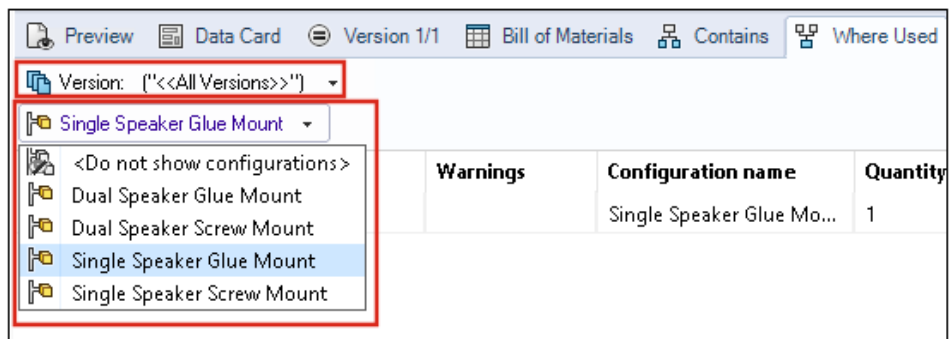 Preview Data Card Version 1/1 Bill of Materials Contains Where Used
Version: ("<<All Versions>>")
Single Speaker Glue Mount
<Do not show configurations>
Warnings Configuration name Quantity
Dual Speaker Glue Mount
Single Speaker Glue Mo... 1
Dual Speaker Screw Mount
Single Speaker Glue Mount
Single Speaker Screw Mount